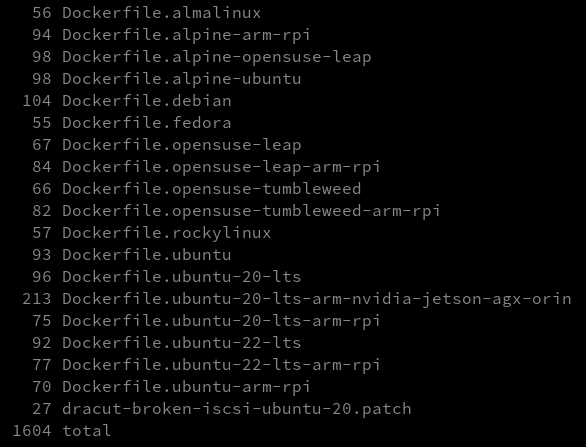 56 Dockerfile.almalinux
94 Dockerfile.alpine-arm-rpi
98 Dockerfile.alpine-opensuse-leap
98 Dockerfile.alpine-ubuntu
104 Dockerfile.debian
55 Dockerfile.fedora
67 Dockerfile.opensuse-leap
84 Dockerfile.opensuse-leap-arm-rpi
66 Dockerfile.opensuse-tumbleweed
82 Dockerfile.opensuse-tumbleweed-arm-rpi
57 Dockerfile.rockylinux
93 Dockerfile.ubuntu
96 Dockerfile.ubuntu-20-lts
213 Dockerfile.ubuntu-20-lts-arm-nvidia-jetson-agx-orin
75 Dockerfile.ubuntu-20-lts-arm-rpi
92 Dockerfile.ubuntu-22-lts
77 Dockerfile.ubuntu-22-lts-arm-rpi
70 Dockerfile.ubuntu-arm-rpi
27 dracut-broken-iscsi-ubuntu-20.patch
1604 total